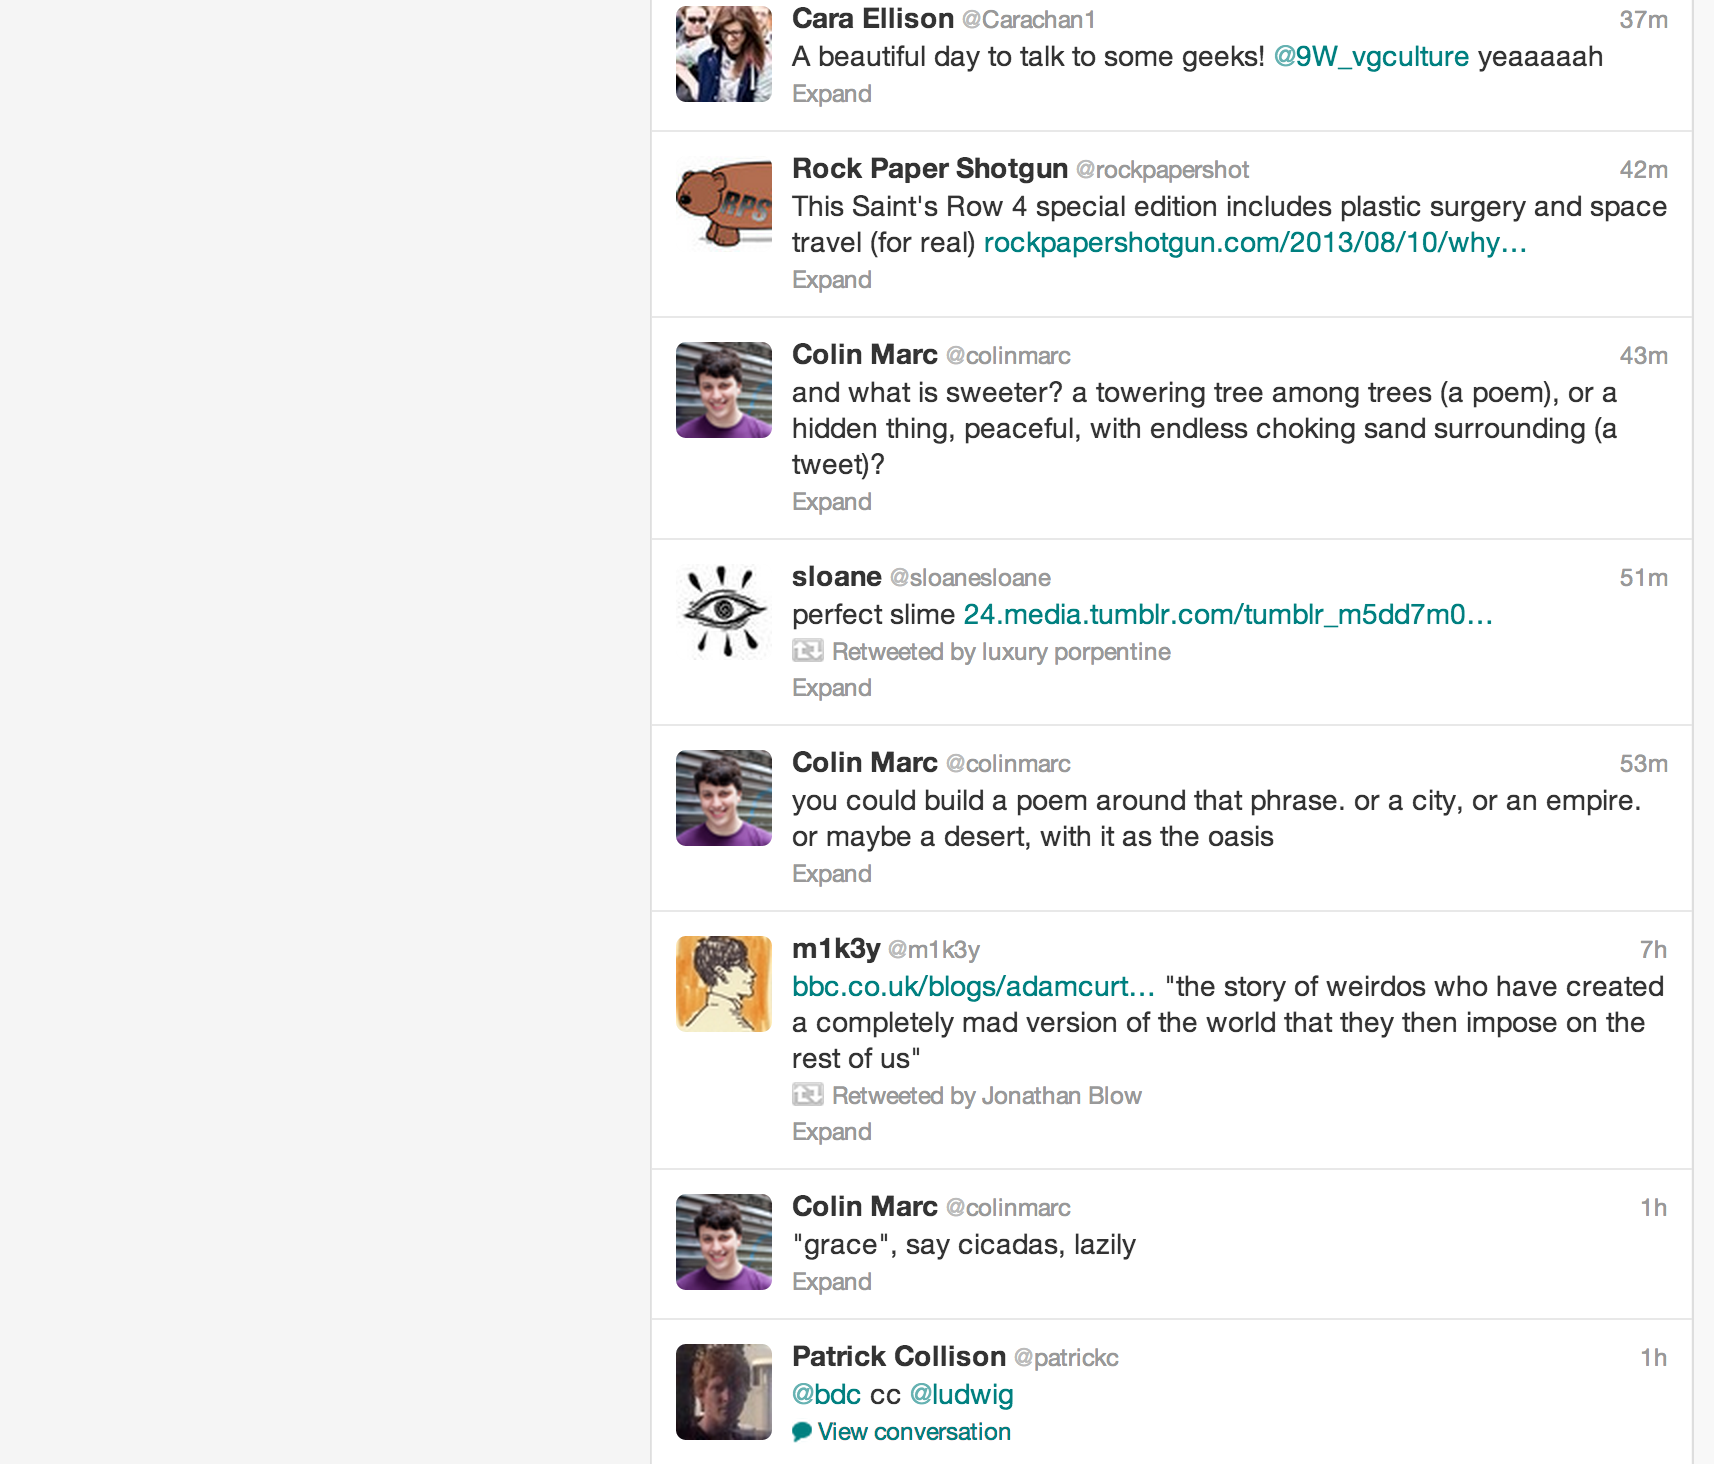 Cara Ellison @Carachan1 37m
A beautiful day to talk to some geeks! @9W_vgculture yeaaaaah
Expand
RPS
Rock Paper Shotgun @rockpapershot 42m
This Saint's Row 4 special edition includes plastic surgery and space
travel (for real) rockpapershotgun.com/2013/08/10/why…
Expand
Colin Marc @colinmarc 43m
and what is sweeter? a towering tree among trees (a poem), or a
hidden thing, peaceful, with endless choking sand surrounding (a
tweet)?
Expand
sloane @sloanesloane 51m
perfect slime 24.media.tumblr.com/tumblr_m5dd7m0…
Retweeted by luxury porpentine
Expand
Colin Marc @colinmarc 53m
you could build a poem around that phrase. or a city, or an empire.
or maybe a desert, with it as the oasis
Expand
m1k3y @m1k3y 7h
bbc.co.uk/blogs/adamcurt… "the story of weirdos who have created
a completely mad version of the world that they then impose on the
rest of us"
Retweeted by Jonathan Blow
Expand
Colin Marc @colinmarc 1h
"grace", say cicadas, lazily
Expand
Patrick Collison @patrickc 1h
@bdc cc @ludwig
View conversation